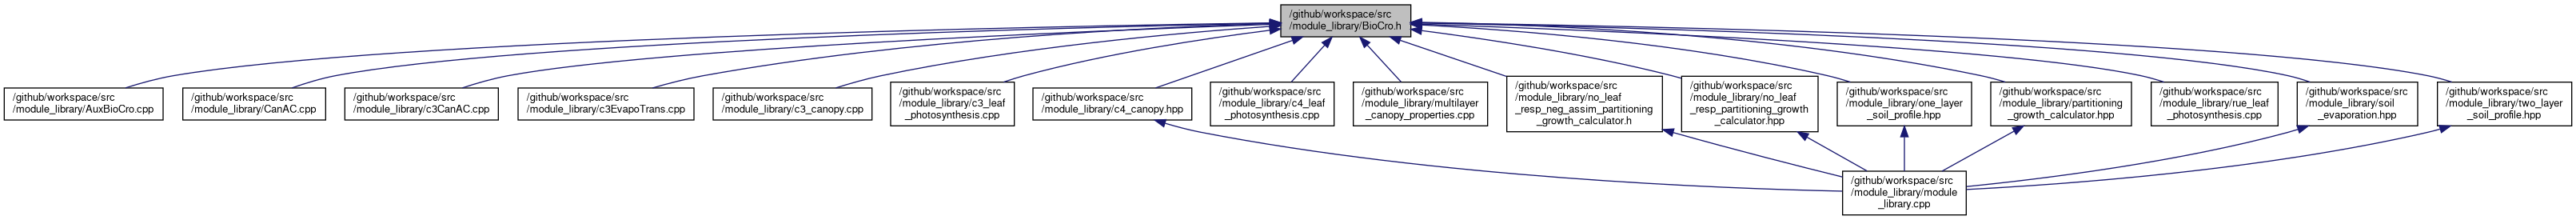 /github/workspace/src
/module_library/BioCro.h
/github/workspace/src
/module_library/AuxBioCro.cpp
/github/workspace/src
/module_library/CanAC.cpp
/github/workspace/src
/module_library/c3CanAC.cpp
/github/workspace/src
/module_library/c3EvapoTrans.cpp
/github/workspace/src
/module_library/c3_canopy.cpp
/github/workspace/src
/module_library/c3_leaf
_photosynthesis.cpp
/github/workspace/src
/module_library/c4_canopy.hpp
/github/workspace/src
/module_library/c4_leaf
_photosynthesis.cpp
/github/workspace/src
/module_library/multilayer
_canopy_properties.cpp
/github/workspace/src
/module_library/no_leaf
_resp_neg_assim_partitioning
_growth_calculator.h
/github/workspace/src
/module_library/no_leaf
_resp_partitioning_growth
_calculator.hpp
/github/workspace/src
/module_library/one_layer
_soil_profile.hpp
/github/workspace/src
/module_library/partitioning
_growth_calculator.hpp
/github/workspace/src
/module_library/rue_leaf
_photosynthesis.cpp
/github/workspace/src
/module_library/soil
_evaporation.hpp
/github/workspace/src
/module_library/two_layer
_soil_profile.hpp
/github/workspace/src
/module_library/module
_library.cpp